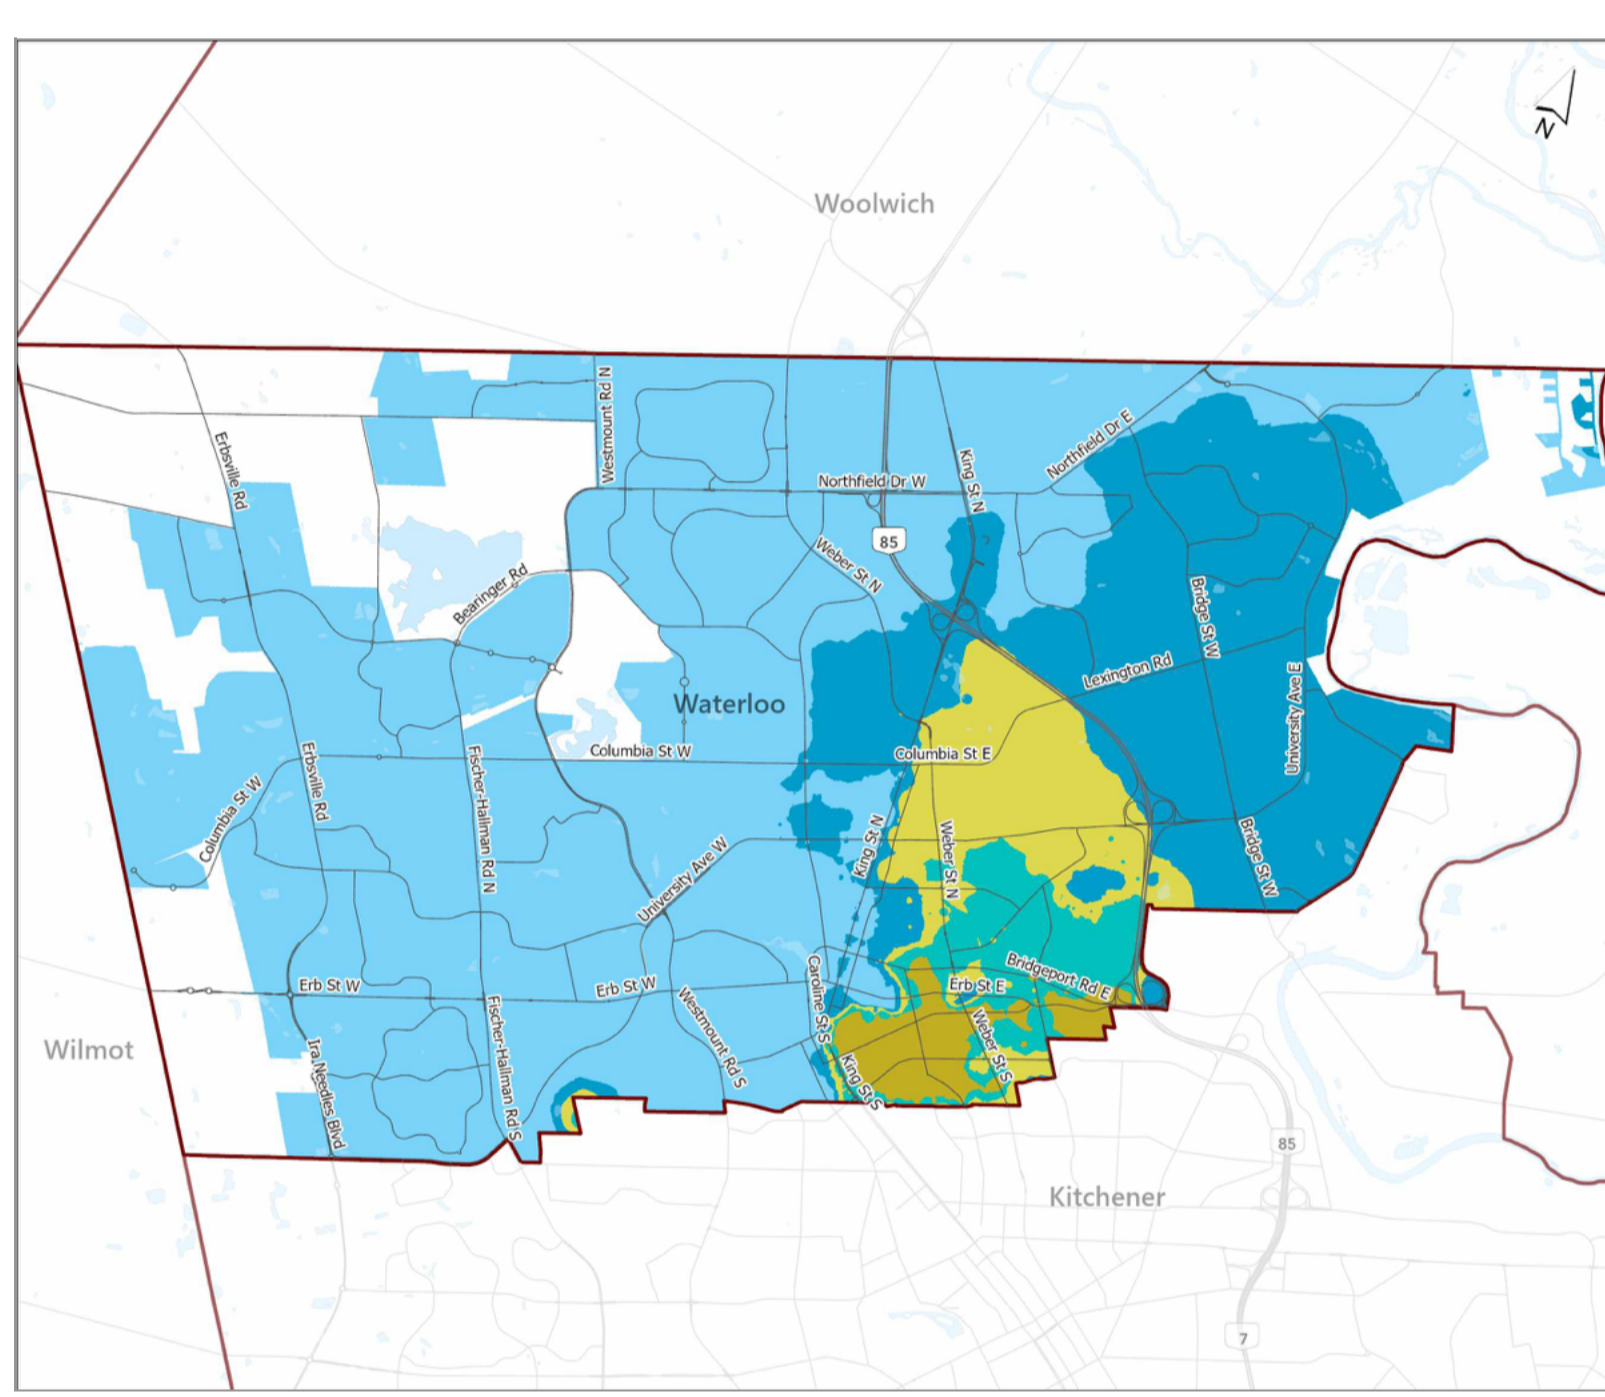 N
Woolwich
Westmount Rd N
Erbsville Rd
Northfield Dr E
King St N
Northfield Dr W
85
Weber St N
Bearinger Rd
Bridge St W
Lexington Rd
University Ave E
Waterloo
Columbia St W
Columbia St E
Erbsville Rd
Fischer-Hallman Rd N
Columbia St W
King St N
Weber St N
Bridge St W
University Ave W
Caroline St S
Bridgeport Rd E
Erb St W
Erb St W
Erb St E
Fischer-Hallman Rd S
Westmount Rd S
Weber St S
Wilmot
Ira Needles Blvd
King St S
85
Kitchener
7